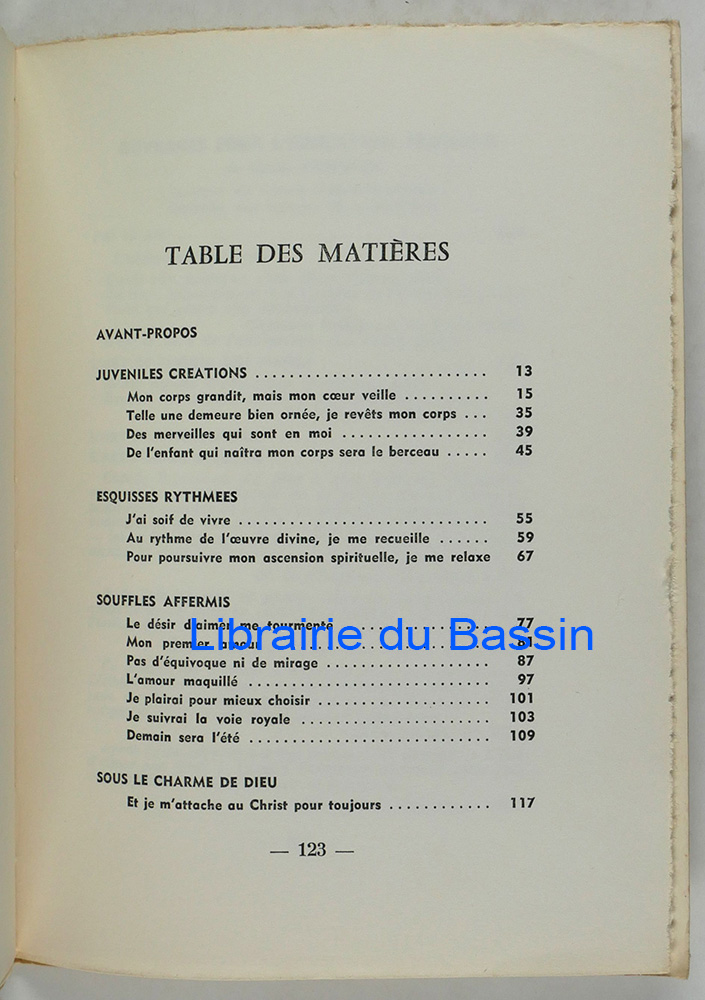 TABLE DES MATIÈRES
AVANT-PROPOS
JUVENILES CREATIONS . . . . . . . . . . . . . . . . . . . . . . . . . . . 13
Mon corps grandit, mais mon cœur veille . . . . . . . . . . 15
Telle une demeure bien ornée, je revêts mon corps . . . 35
Des merveilles qui sont en moi . . . . . . . . . . . . . . . . . 39
De l'enfant qui naîtra mon corps sera le berceau . . . . . 45
ESQUISSES RYTHMEES
J'ai soif de vivre . . . . . . . . . . . . . . . . . . . . . . . . . . . . . 55
Au rythme de l'œuvre divine, je me recueille . . . . . . 59
Pour poursuivre mon ascension spirituelle, je me relaxe 67
SOUFFLES AFFERMIS
Le désir d'aimer me tourmente . . . . . . . . . . . . . . . . 77
Mon premier amour . . . . . . . . . . . . . . . . . . . . . . . . 81
Librairie du Bassin
Pas d'équivoque ni de mirage . . . . . . . . . . . . . . . . . . . 87
L'amour maquillé . . . . . . . . . . . . . . . . . . . . . . . . . . . . 97
Je plairai pour mieux choisir . . . . . . . . . . . . . . . . . . . . 101
Je suivrai la voie royale . . . . . . . . . . . . . . . . . . . . . . 103
Demain sera l'été . . . . . . . . . . . . . . . . . . . . . . . . . . . . 109
SOUS LE CHARME DE DIEU
Et je m'attache au Christ pour toujours . . . . . . . . . . . . 117
— 123 —